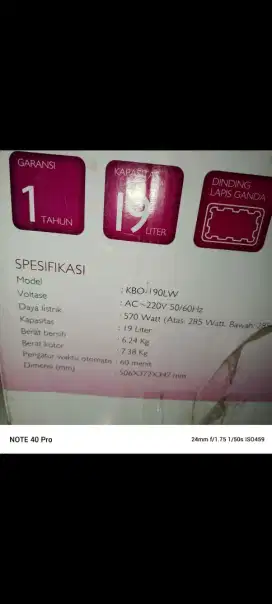 GARANSI
1 TAHUN
KAPASITAS
19 LITER
DINDING
LAPIS GANDA
SPESIFIKASI
Model : KBO-190LW
Voltase : AC~220V 50/60Hz
Daya listrik : 570 Watt (Atas: 285 Watt, Bawah:
Kapasitas : 19 Liter
Berat bersih : 6.24 Kg
Berat kotor : 7.38 Kg
Pengatur waktu otomatis : 60 menit
Dimensi (mm)
NOTE 40 Pro
24mm f/1.75 1/50s ISO459